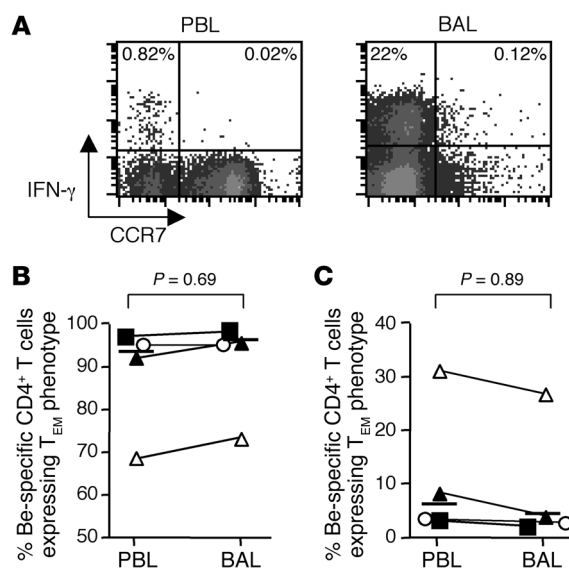 A
PBL
BAL
0.82%
0.02%
22%
0.12%
IFN-γ
CCR7
B
P = 0.69
% Be-specific CD4+ T cells
expressing TEM phenotype
100
90
80
70
60
50
PBL
BAL
C
P = 0.89
% Be-specific CD4+ T cells
expressing TEM phenotype
40
30
20
10
0
PBL
BAL